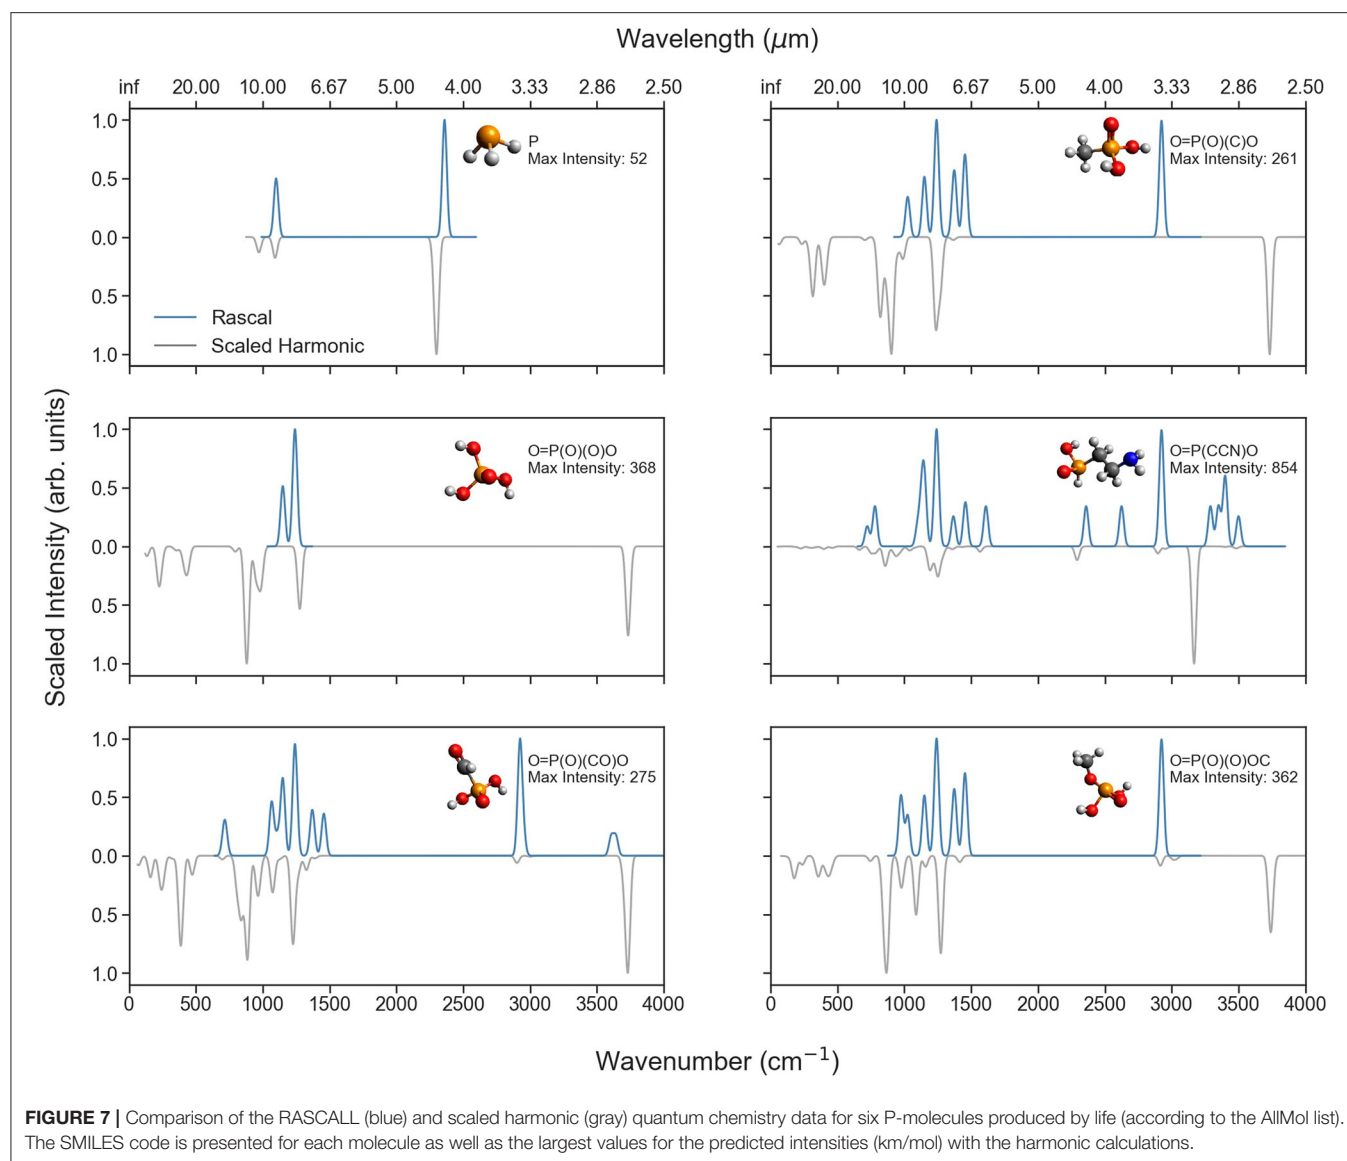 Wavelength (μm)
inf 20.00 10.00 6.67 5.00 4.00 3.33 2.86 2.50
inf 20.00 10.00 6.67 5.00 4.00 3.33 2.86 2.50
Scaled Intensity (arb. units)
1.0
0.5
0.0
0.5
1.0
P
Max Intensity: 52
Rascal
Scaled Harmonic
O=P(O)(C)O
Max Intensity: 261
1.0
0.5
0.0
0.5
1.0
O=P(O)(O)O
Max Intensity: 368
O=P(CCN)O
Max Intensity: 854
1.0
0.5
0.0
0.5
1.0
O=P(O)(CO)O
Max Intensity: 275
O=P(O)(O)OC
Max Intensity: 362
0 500 1000 1500 2000 2500 3000 3500 4000
0 500 1000 1500 2000 2500 3000 3500 4000
Wavenumber (cm⁻¹)
FIGURE 7 | Comparison of the RASCALL (blue) and scaled harmonic (gray) quantum chemistry data for six P-molecules produced by life (according to the AllMol list).
The SMILES code is presented for each molecule as well as the largest values for the predicted intensities (km/mol) with the harmonic calculations.